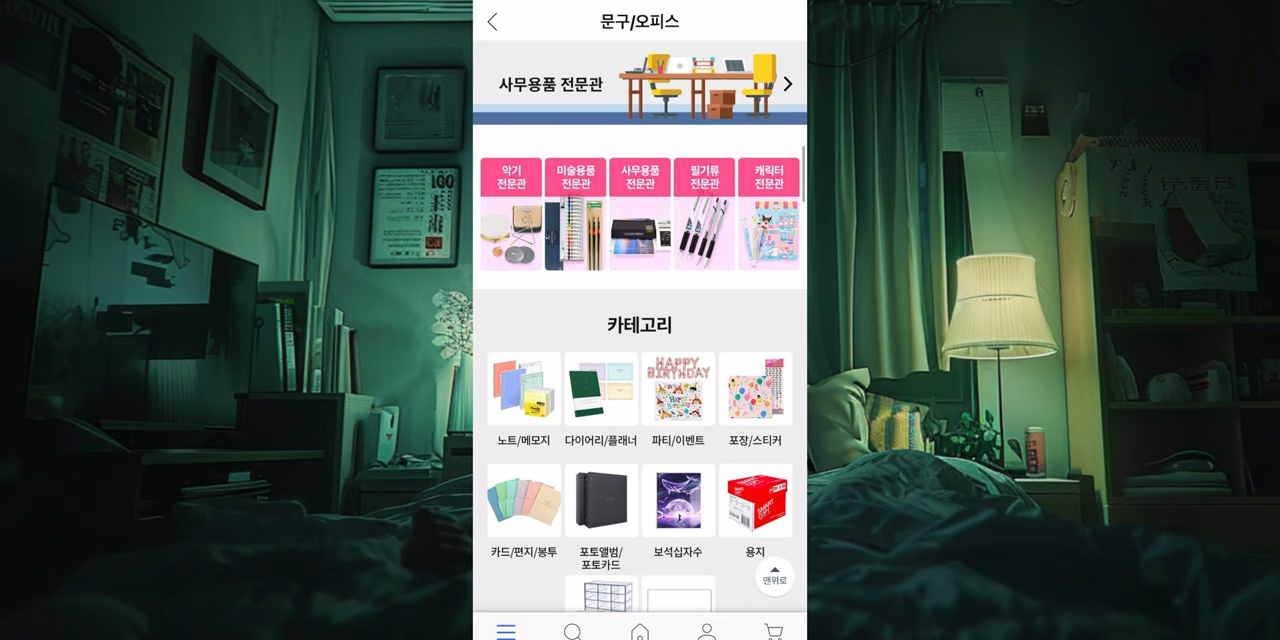 문구/오피스
사무용품 전문관
악기
전문관
미술용품
전문관
사무용품
전문관
필기류
전문관
캐릭터
전문관
카테고리
HAPPY
BIRTHDAY
노트/메모지
다이어리/플래너
파티/이벤트
포장/스티커
카드/편지/봉투
포토앨범/
포토카드
보석십자수
용지
맨위로
100